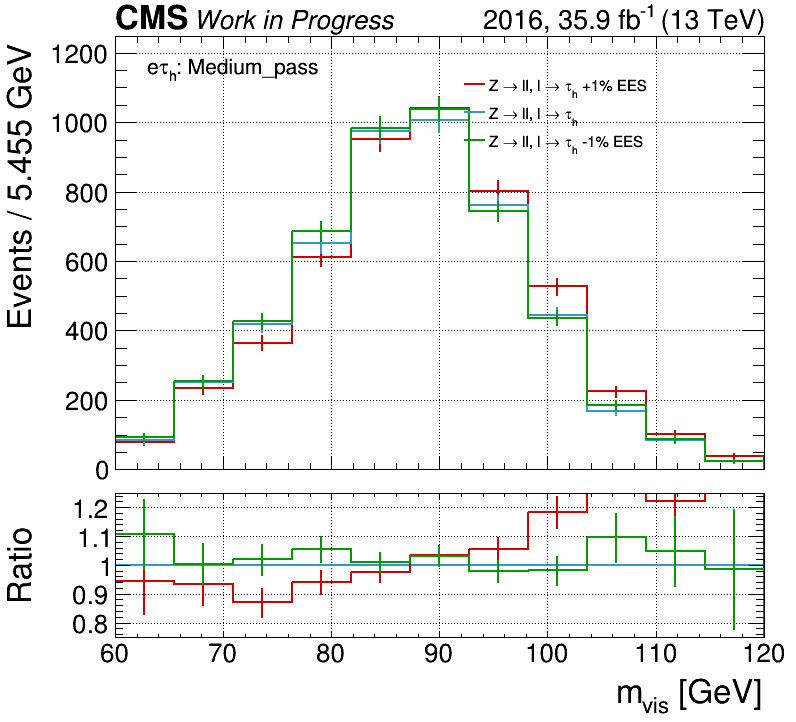 CMS Work in Progress 2016, 35.9 fb⁻¹ (13 TeV)
eτₕ: Medium_pass
Z → ll, l → τₕ +1% EES
Z → ll, l → τₕ
Z → ll, l → τₕ -1% EES
Events / 5.455 GeV
1200
1000
800
600
400
200
0
Ratio
1.2
1.1
1
0.9
0.8
60 70 80 90 100 110 120
m_vis [GeV]